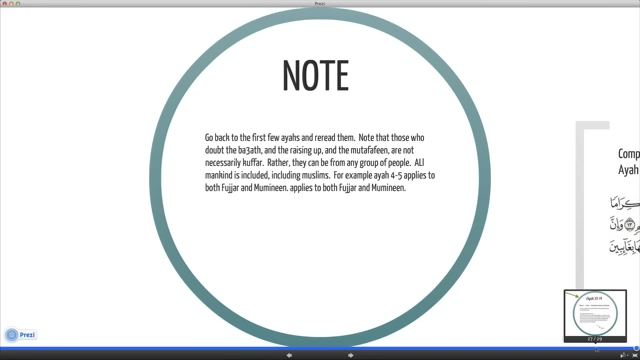 Prezi
NOTE
Go back to the first few ayahs and reread them. Note that those who
doubt the ba3ath, and the raising up, and the mutafafeen, are not
necessarily kuffar. Rather, they can be from any group of people. ALl
mankind is included, including muslims. For example ayah 4-5 applies to
both Fujjar and Mumineen. applies to both Fujjar and Mumineen.
Comp
Ayah
كِرَامًا
وَإِنَّ
بِغَآئِبِينَ
Prezi